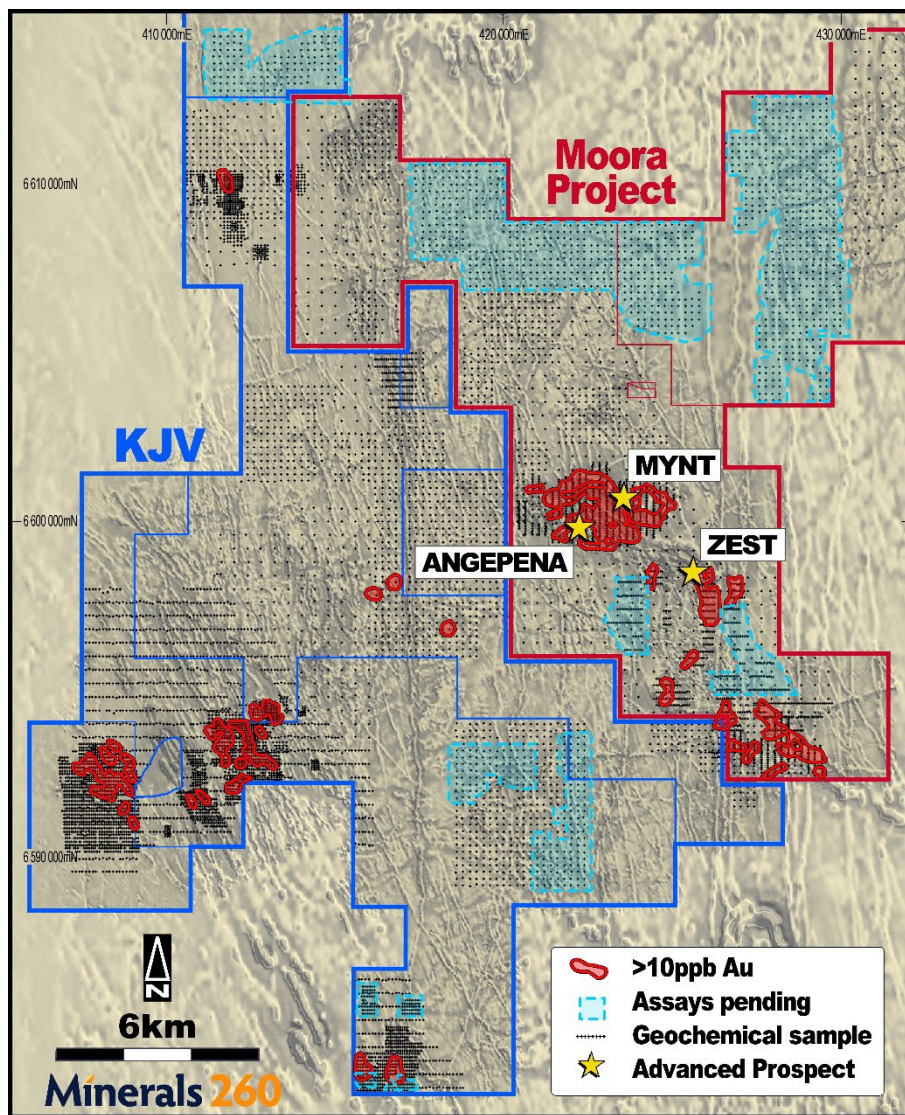 410 000mE
420 000mE
430 000mE
6 610 000mN
Moora
Project
KJV
MYNT
6 600 000mN
ZEST
ANGEPENA
6 590 000mN
>10ppb Au
Assays pending
Geochemical sample
Advanced Prospect
N
6km
Minerals 260